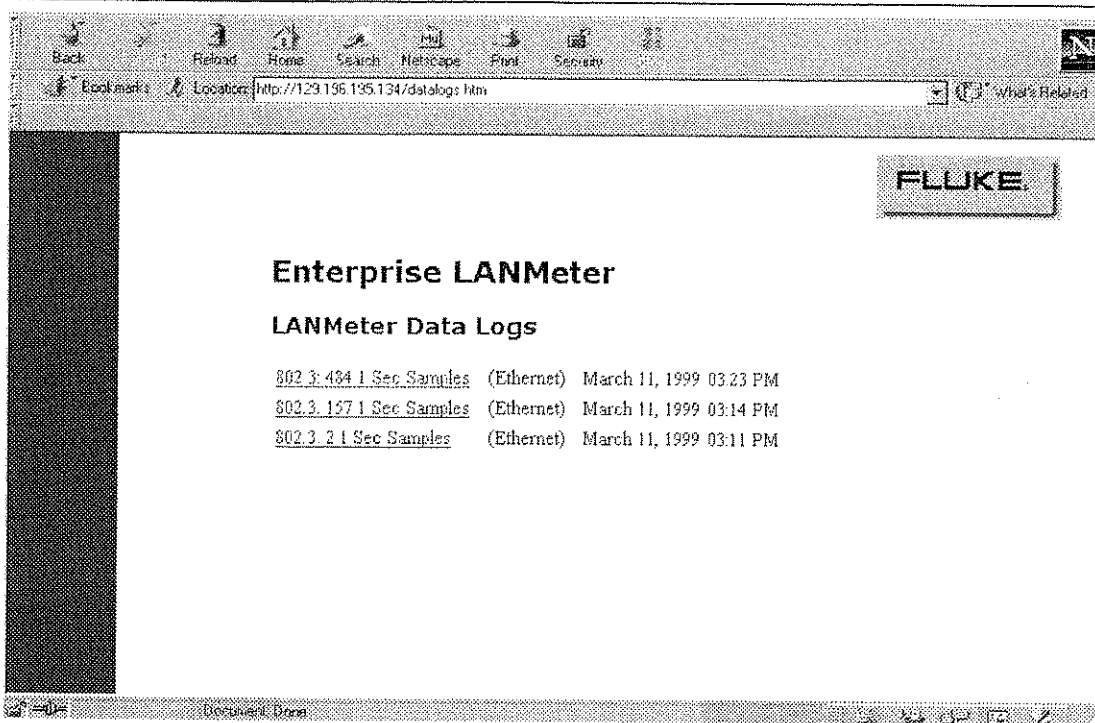 Back Reload Home Search Netscape Print Security
Bookmarks Location: http://129.196.195.134/datalogs.htm What's Related
N
FLUKE.
Enterprise LANMeter
LANMeter Data Logs
802.3: 484 1 Sec Samples (Ethernet) March 11, 1999 03:23 PM
802.3. 157 1 Sec Samples (Ethernet) March 11, 1999 03:14 PM
802.3. 2 1 Sec Samples (Ethernet) March 11, 1999 03:11 PM
Document: Done